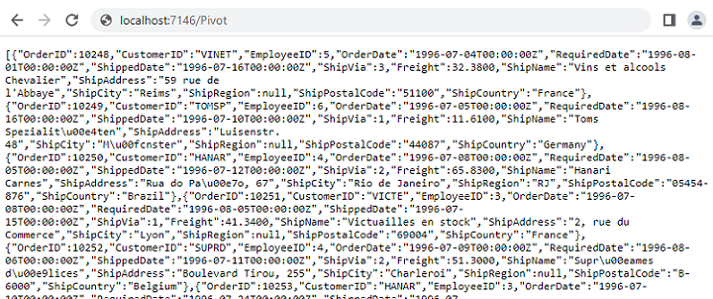 localhost:7146/Pivot
[{"OrderID":10248,"CustomerID":"VINET","EmployeeID":5,"OrderDate":"1996-07-04T00:00:00Z","RequiredDate":"1996-08-
01T00:00:00Z","ShippedDate":"1996-07-16T00:00:00Z","ShipVia":3,"Freight":32.3800,"ShipName":"Vins et alcools
Chevalier","ShipAddress":"59 rue de
l'Abbaye","ShipCity":"Reims","ShipRegion":null,"ShipPostalCode":"51100","ShipCountry":"France"},
{"OrderID":10249,"CustomerID":"TOMSP","EmployeeID":6,"OrderDate":"1996-07-05T00:00:00Z","RequiredDate":"1996-08-
16T00:00:00Z","ShippedDate":"1996-07-10T00:00:00Z","ShipVia":1,"Freight":11.6100,"ShipName":"Toms
Spezialit\u00e4ten","ShipAddress":"Luisenstr.
48","ShipCity":"M\u00fcnster","ShipRegion":null,"ShipPostalCode":"44087","ShipCountry":"Germany"},
{"OrderID":10250,"CustomerID":"HANAR","EmployeeID":4,"OrderDate":"1996-07-08T00:00:00Z","RequiredDate":"1996-08-
05T00:00:00Z","ShippedDate":"1996-07-12T00:00:00Z","ShipVia":2,"Freight":65.8300,"ShipName":"Hanari
Carnes","ShipAddress":"Rua do Pa\u00e7o, 67","ShipCity":"Rio de Janeiro","ShipRegion":"RJ","ShipPostalCode":"05454-
876","ShipCountry":"Brazil"},{"OrderID":10251,"CustomerID":"VICTE","EmployeeID":3,"OrderDate":"1996-07-
08T00:00:00Z","RequiredDate":"1996-08-05T00:00:00Z","ShippedDate":"1996-07-
15T00:00:00Z","ShipVia":1,"Freight":41.3400,"ShipName":"Victuailles en stock","ShipAddress":"2, rue du
Commerce","ShipCity":"Lyon","ShipRegion":null,"ShipPostalCode":"69004","ShipCountry":"France"},
{"OrderID":10252,"CustomerID":"SUPRD","EmployeeID":4,"OrderDate":"1996-07-09T00:00:00Z","RequiredDate":"1996-08-
06T00:00:00Z","ShippedDate":"1996-07-11T00:00:00Z","ShipVia":2,"Freight":51.3000,"ShipName":"Supr\u00eames
d\u00e9lices","ShipAddress":"Boulevard Tirou, 255","ShipCity":"Charleroi","ShipRegion":null,"ShipPostalCode":"B-
6000","ShipCountry":"Belgium"},{"OrderID":10253,"CustomerID":"HANAR","EmployeeID":3,"OrderDate":"1996-07-
10T00:00:00Z","RequiredDate":"1996-07-24T00:00:00Z","ShippedDate":"1996-07-